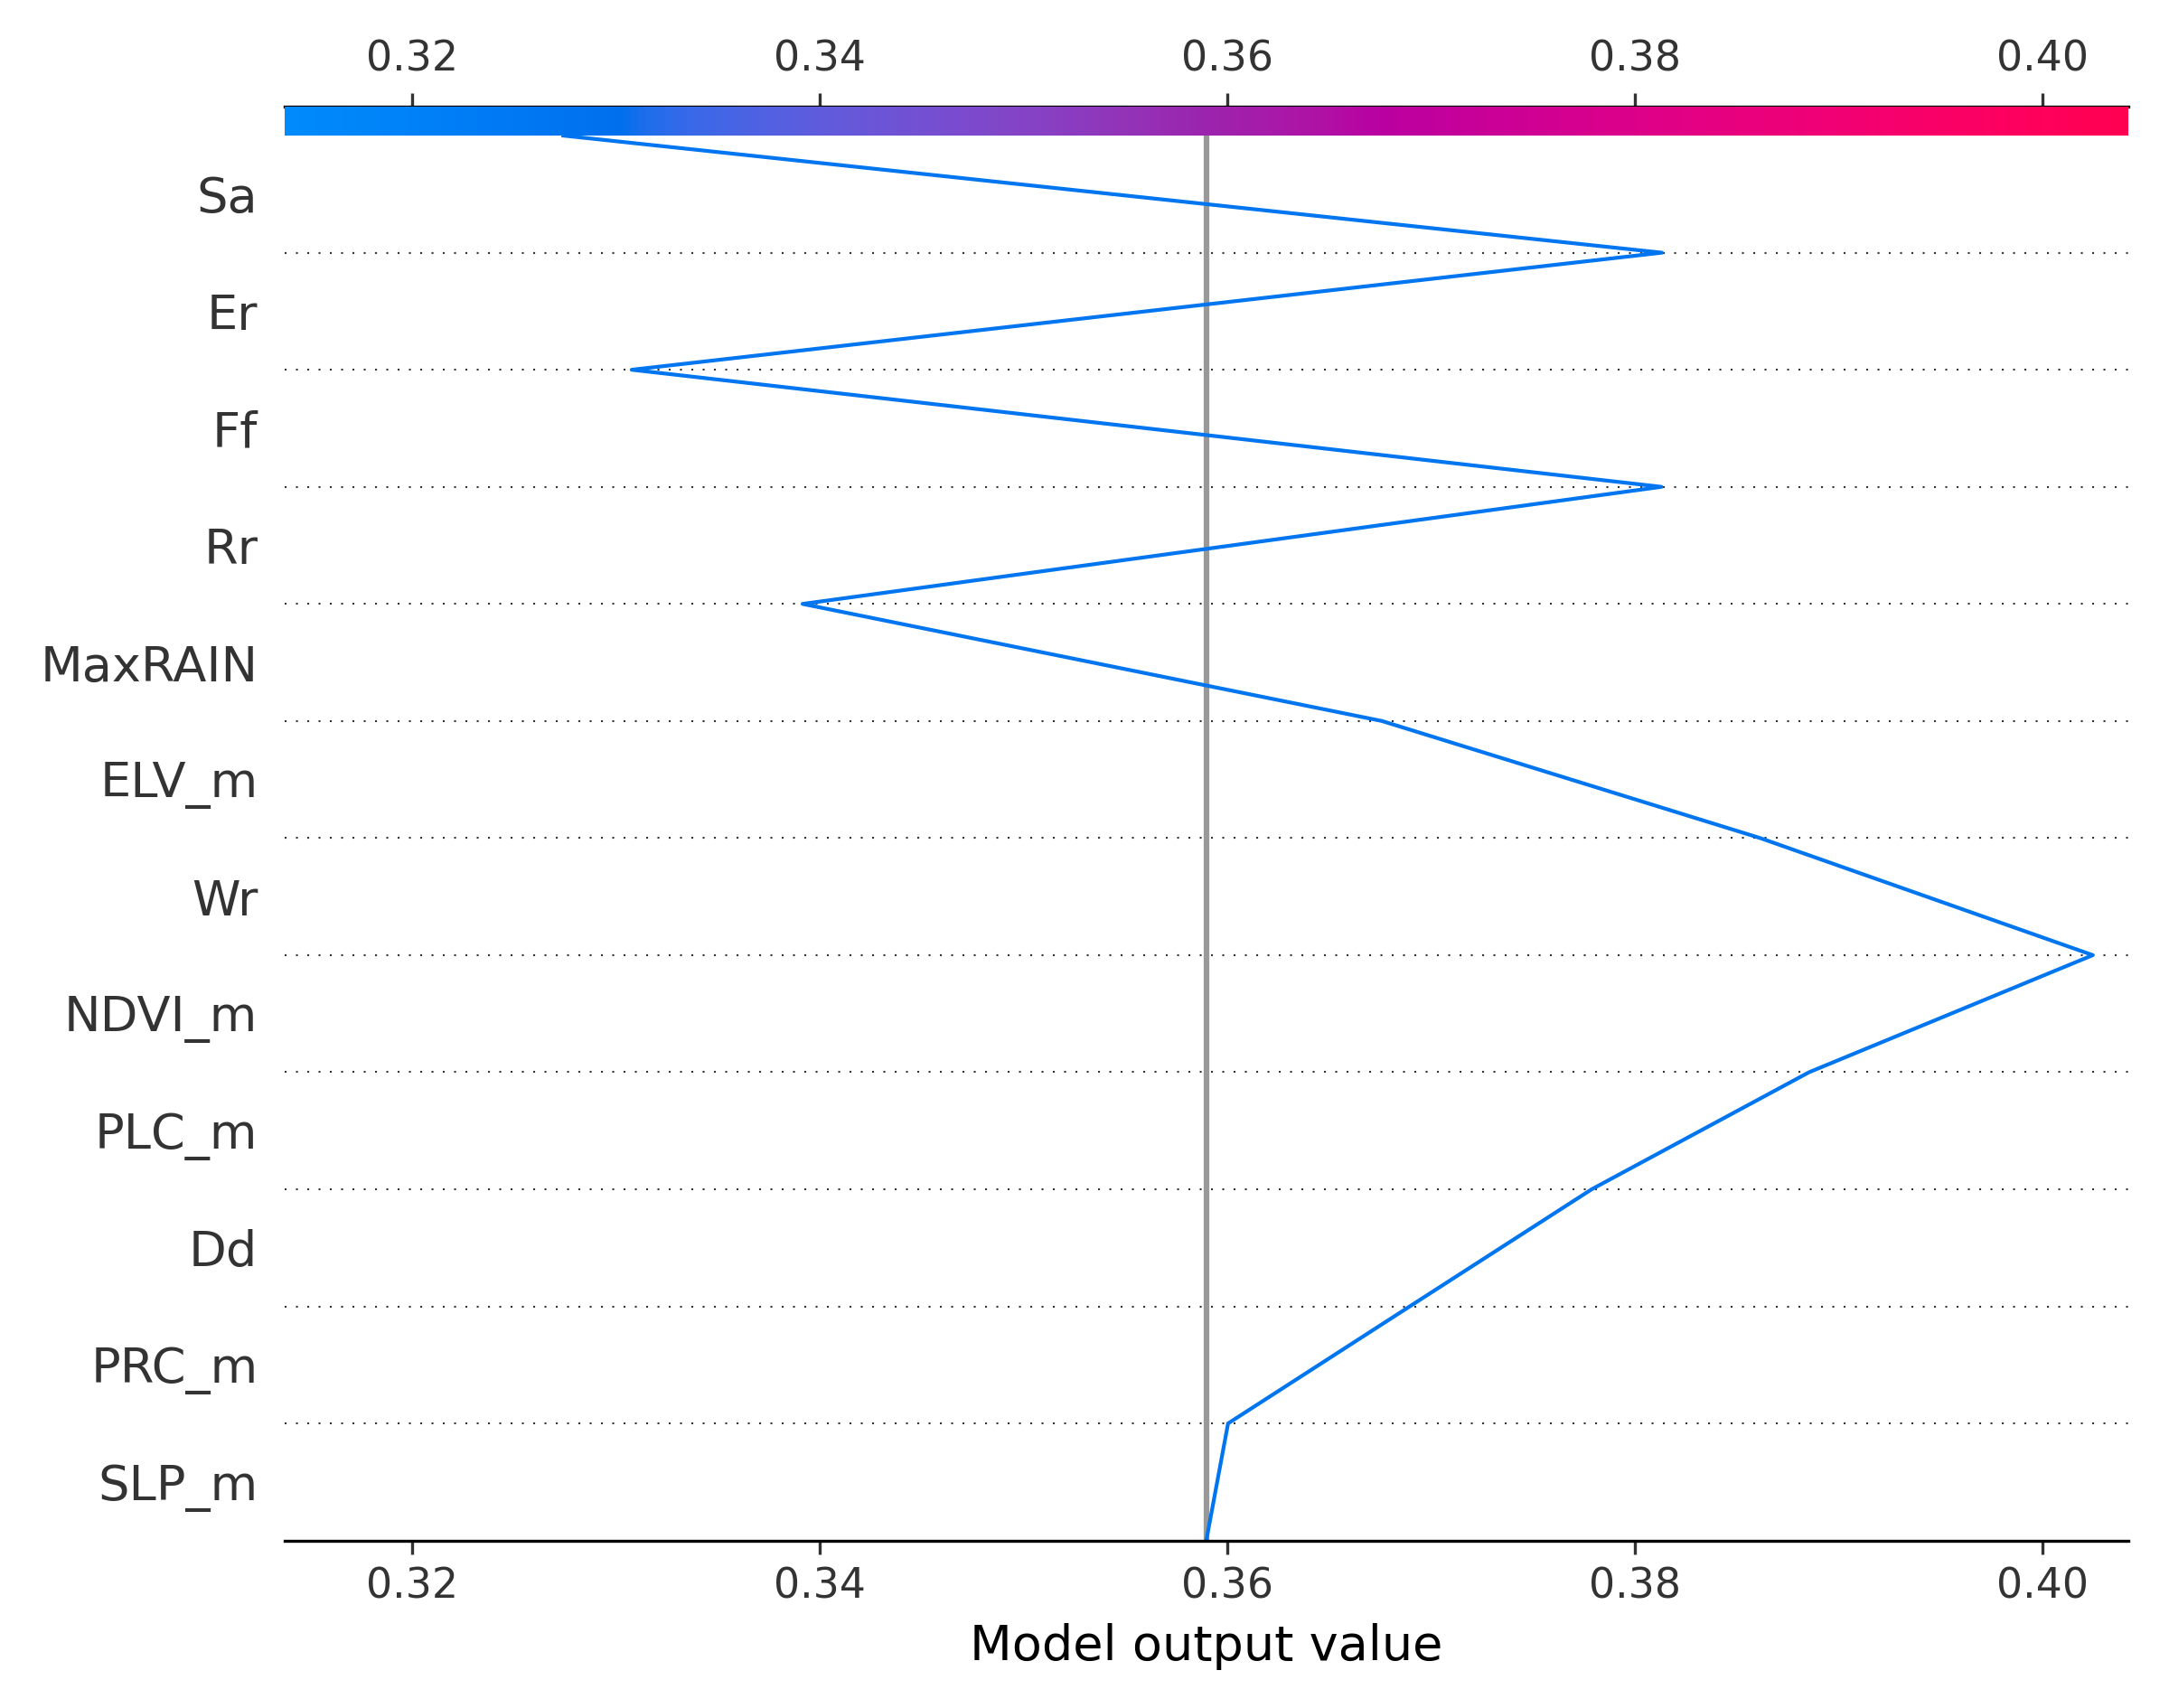 0.32 0.34 0.36 0.38 0.40
Sa
Er
Ff
Rr
MaxRAIN
ELV_m
Wr
NDVI_m
PLC_m
Dd
PRC_m
SLP_m
0.32 0.34 0.36 0.38 0.40
Model output value